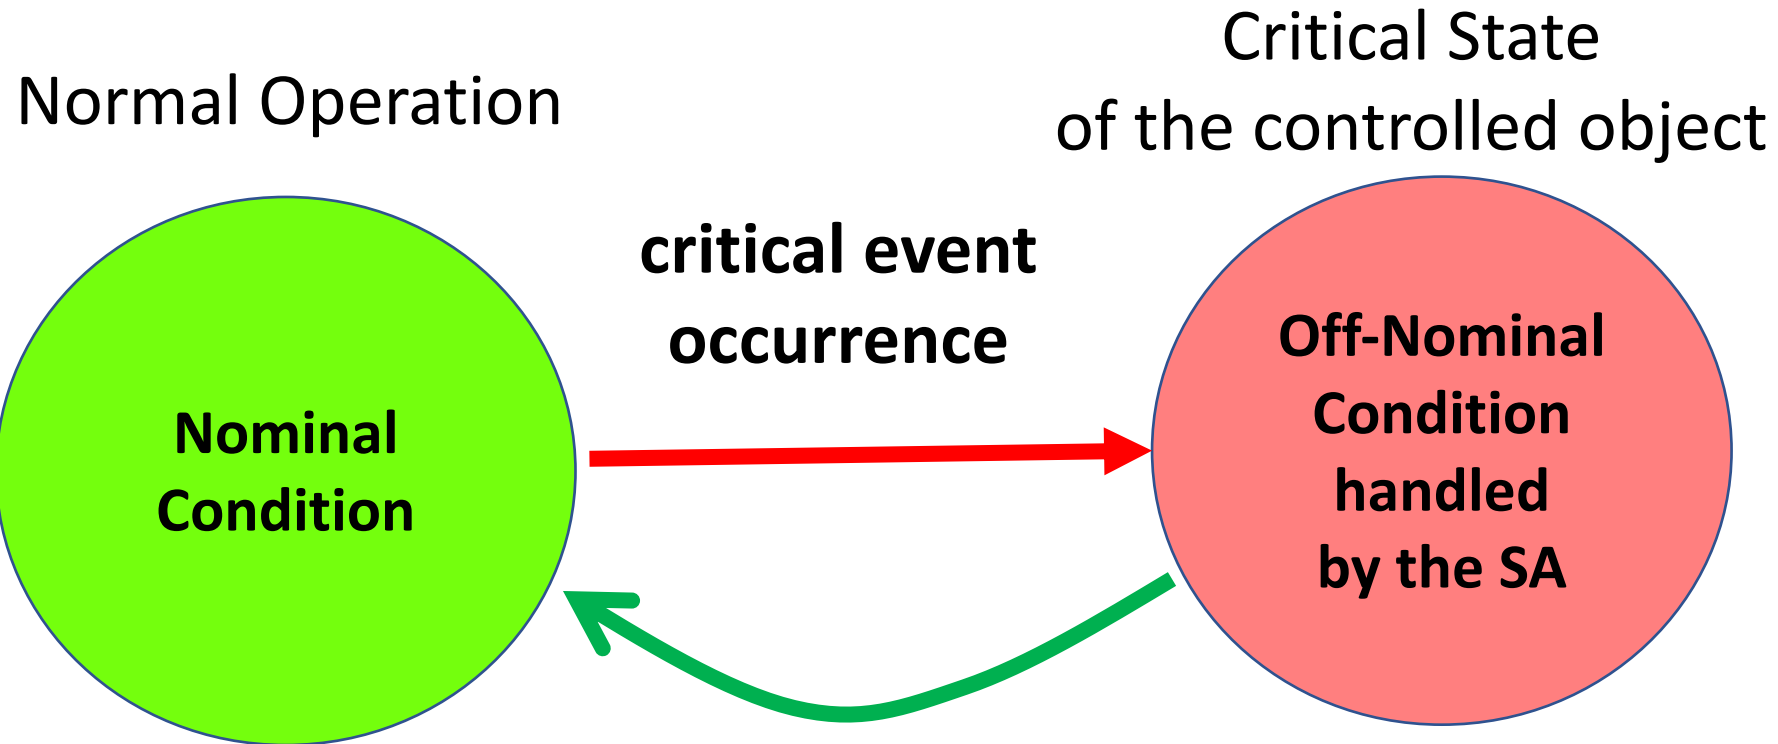 Normal Operation
Critical State
of the controlled object
critical event
occurrence
Nominal
Condition
Off-Nominal
Condition
handled
by the SA